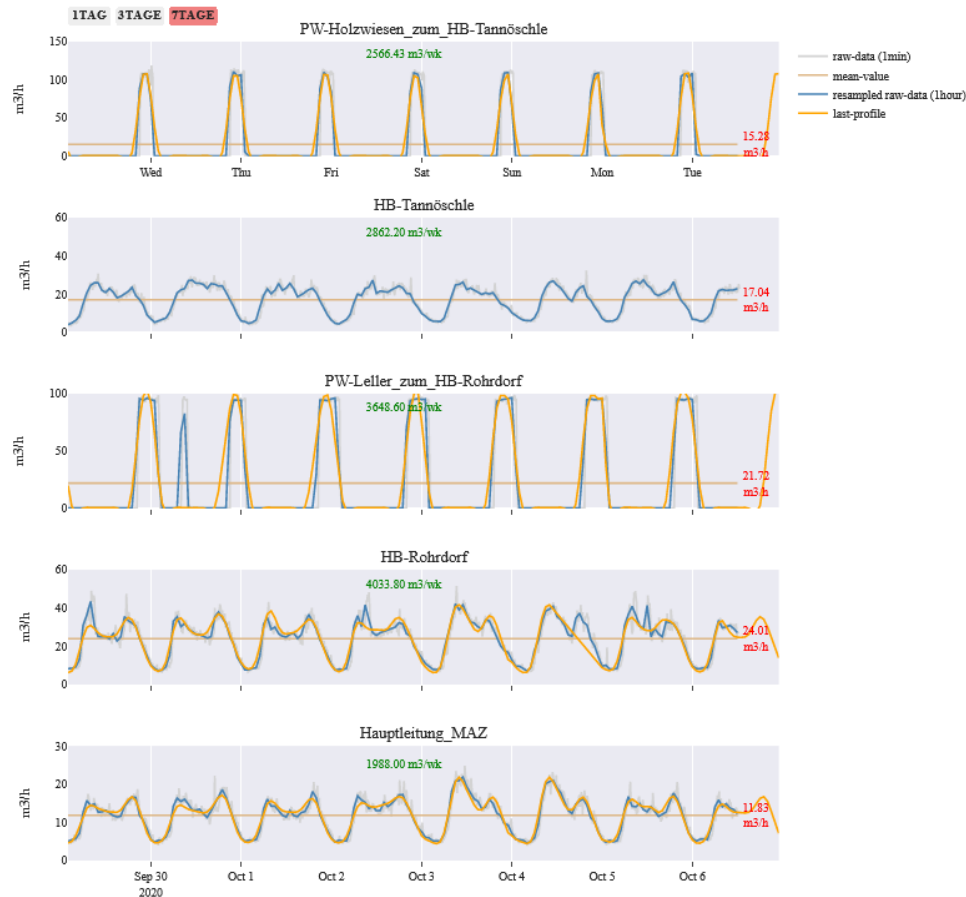 1TAG 3TAGE 7TAGE
PW-Holzwiesen_zum_HB-Tannöschle
150
100
50
0
m3/h
2566.43 m3/wk
15.28
m3/h
Wed Thu Fri Sat Sun Mon Tue
raw-data (1min)
mean-value
resampled raw-data (1hour)
last-profile
HB-Tannöschle
60
40
20
0
m3/h
2862.20 m3/wk
17.04
m3/h
PW-Leller_zum_HB-Rohrdorf
100
50
0
m3/h
3648.60 m3/wk
21.72
m3/h
HB-Rohrdorf
60
40
20
0
m3/h
4033.80 m3/wk
24.01
m3/h
Hauptleitung_MAZ
30
20
10
0
m3/h
1988.00 m3/wk
11.83
m3/h
Sep 30 Oct 1 Oct 2 Oct 3 Oct 4 Oct 5 Oct 6
2020